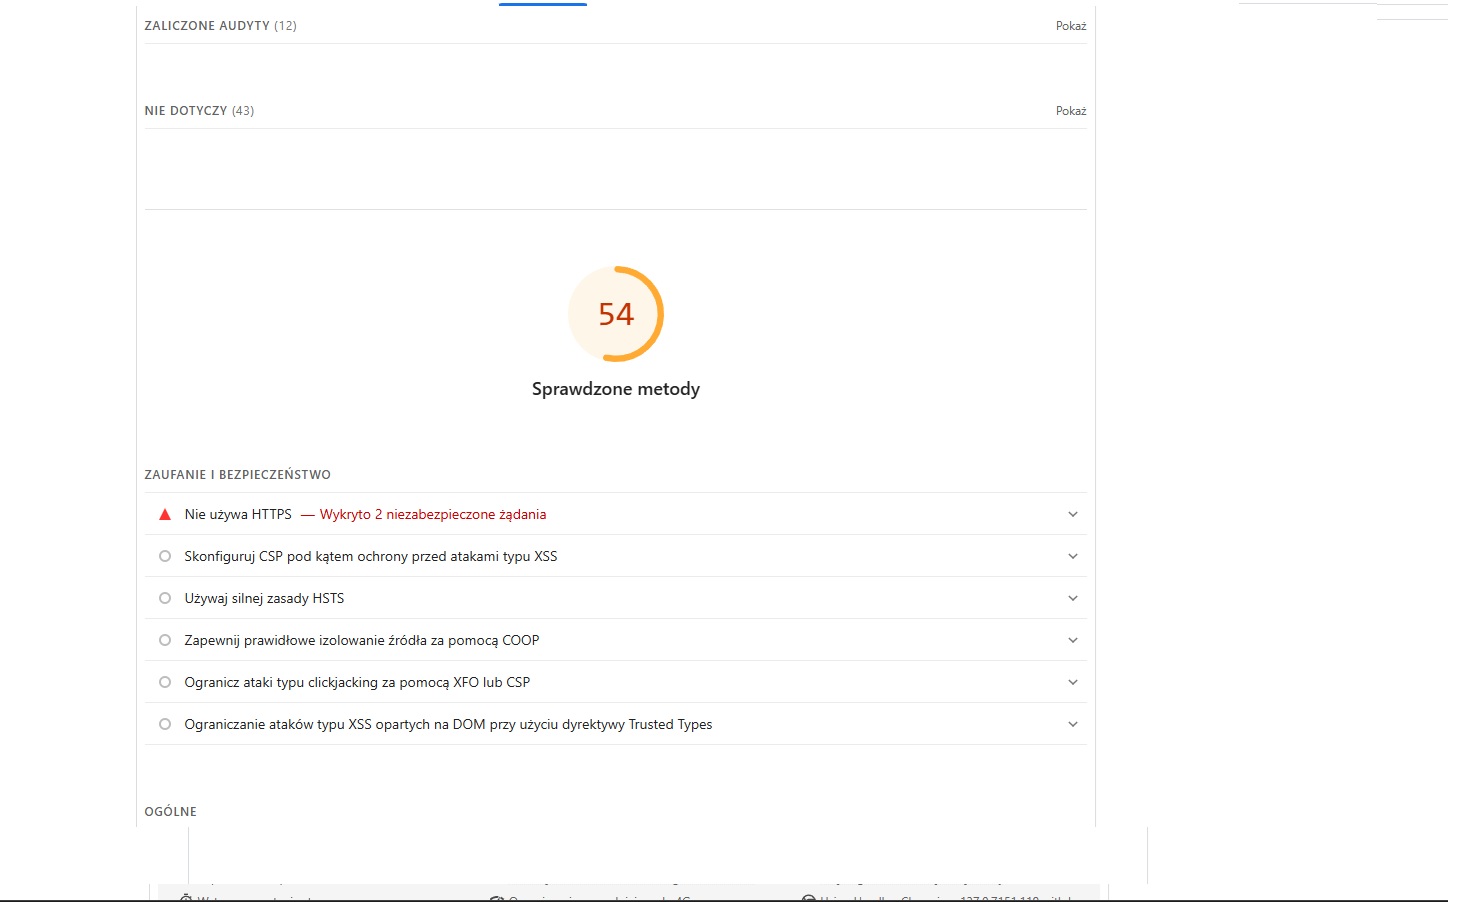 ZALICZONE AUDYTY (12) Pokaż
NIE DOTYCZY (43) Pokaż
54
Sprawdzone metody
ZAUFANIE I BEZPIECZEŃSTWO
Nie używa HTTPS — Wykryto 2 niezabezpieczone żądania
Skonfiguruj CSP pod kątem ochrony przed atakami typu XSS
Używaj silnej zasady HSTS
Zapewnij prawidłowe izolowanie źródła za pomocą COOP
Ogranicz ataki typu clickjacking za pomocą XFO lub CSP
Ograniczanie ataków typu XSS opartych na DOM przy użyciu dyrektywy Trusted Types
OGÓLNE